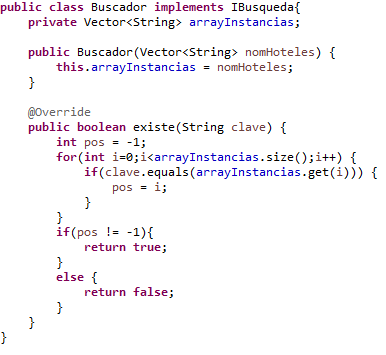 public class Buscador implements IBusqueda{
    private Vector<String> arrayInstancias;

    public Buscador(Vector<String> nomHoteles) {
        this.arrayInstancias = nomHoteles;
    }

    @Override
    public boolean existe(String clave) {
        int pos = -1;
        for(int i=0;i<arrayInstancias.size();i++) {
            if(clave.equals(arrayInstancias.get(i))) {
                pos = i;
            }
        }
        if(pos != -1){
            return true;
        }
        else {
            return false;
        }
    }
}